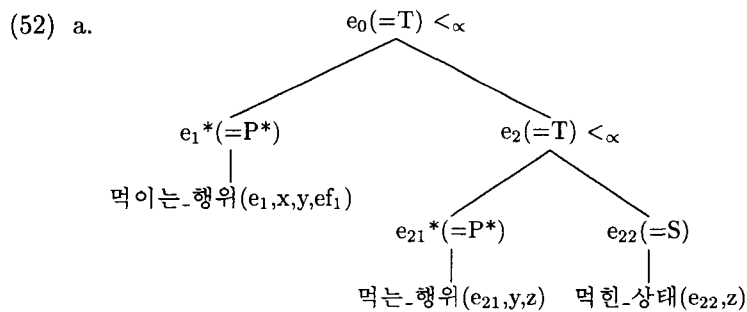 (52) a. e₀(=T) <∝
e₁*(=P*) e₂(=T) <∝
먹이는_행위(e₁,x,y,ef₁)
e₂₁*(=P*) e₂₂(=S)
먹는_행위(e₂₁,y,z) 먹힌_상태(e₂₂,z)